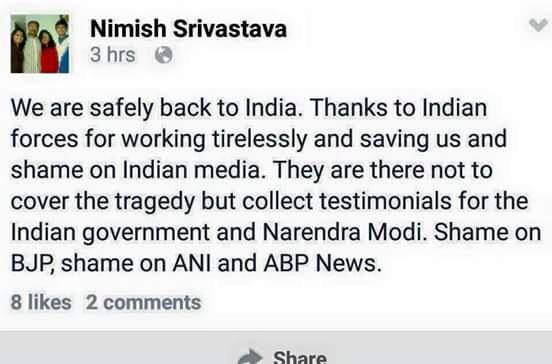 Nimish Srivastava
3 hrs
We are safely back to India. Thanks to Indian
forces for working tirelessly and saving us and
shame on Indian media. They are there not to
cover the tragedy but collect testimonials for the
Indian government and Narendra Modi. Shame on
BJP, shame on ANI and ABP News.
8 likes 2 comments
Share